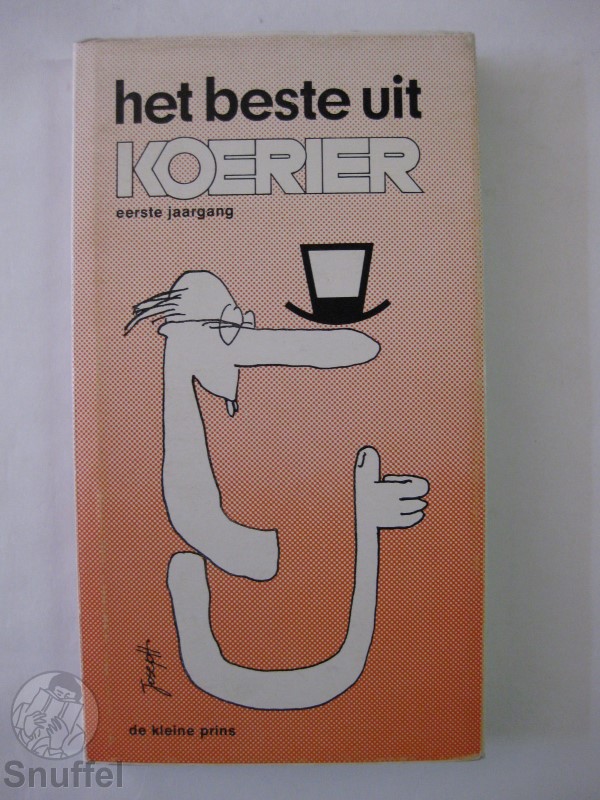 het beste uit
KOERIER
eerste jaargang
de kleine prins
Snuffel